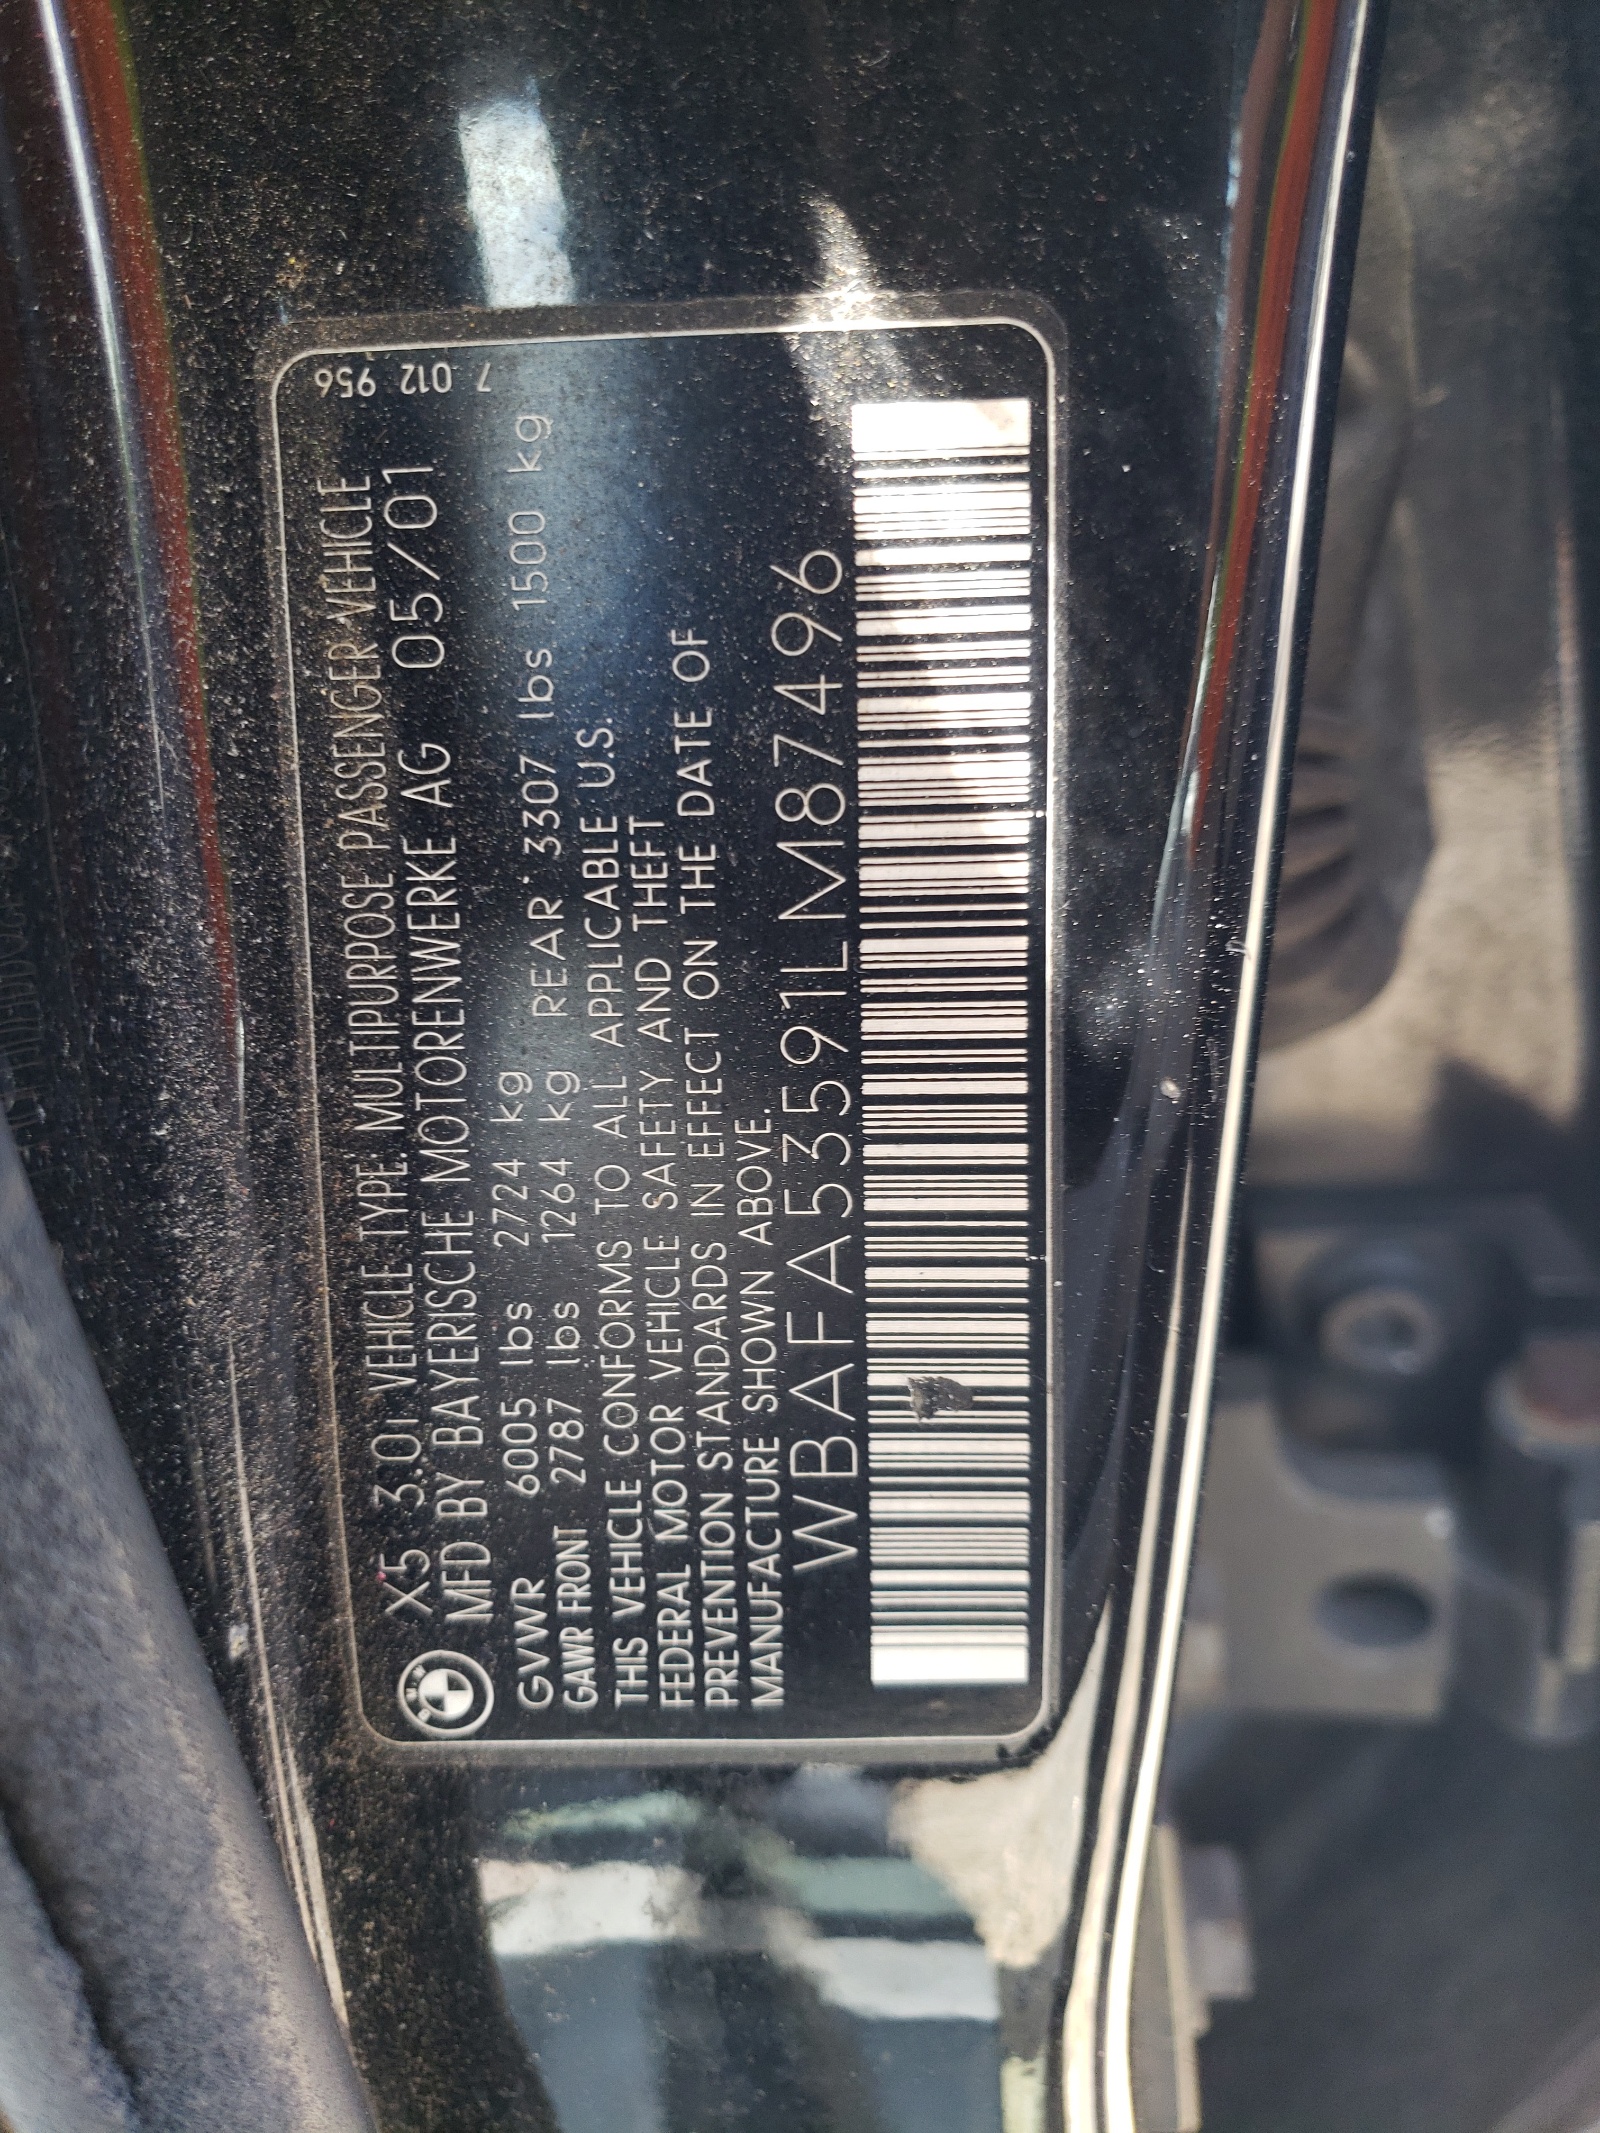 X5 3.0i VEHICLE TYPE: MULTIPURPOSE PASSENGER VEHICLE
MFD BY BAYERISCHE MOTORENWERKE AG 05/01
GVWR 6005 lbs 2724 kg
GAWR FRONT 2787 lbs 1264 kg REAR 3307 lbs 1500 kg
THIS VEHICLE CONFORMS TO ALL APPLICABLE U.S.
FEDERAL MOTOR VEHICLE SAFETY AND THEFT
PREVENTION STANDARDS IN EFFECT ON THE DATE OF
MANUFACTURE SHOWN ABOVE.
WBAFA53591LM87496
7 012 956